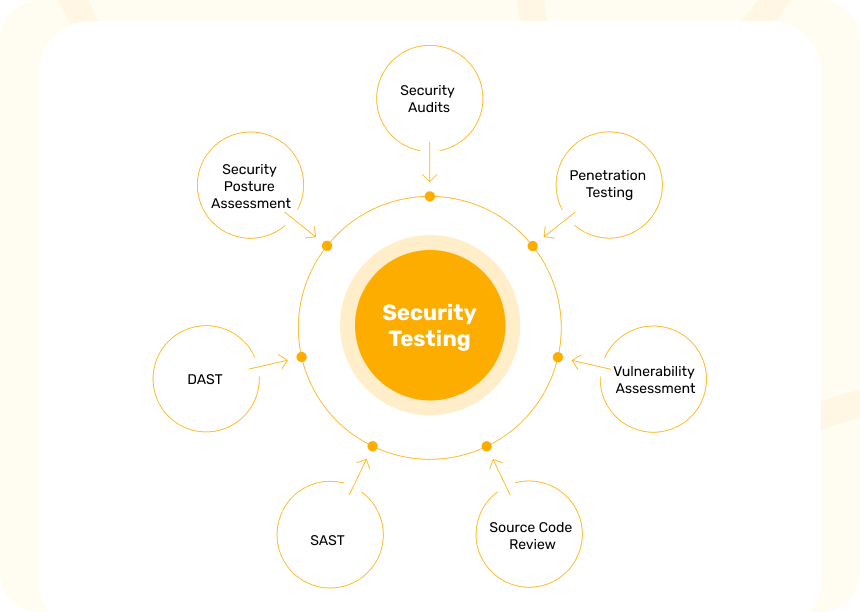 Security
Audits
Security
Posture
Assessment
Penetration
Testing
Security
Testing
DAST
Vulnerability
Assessment
SAST
Source Code
Review